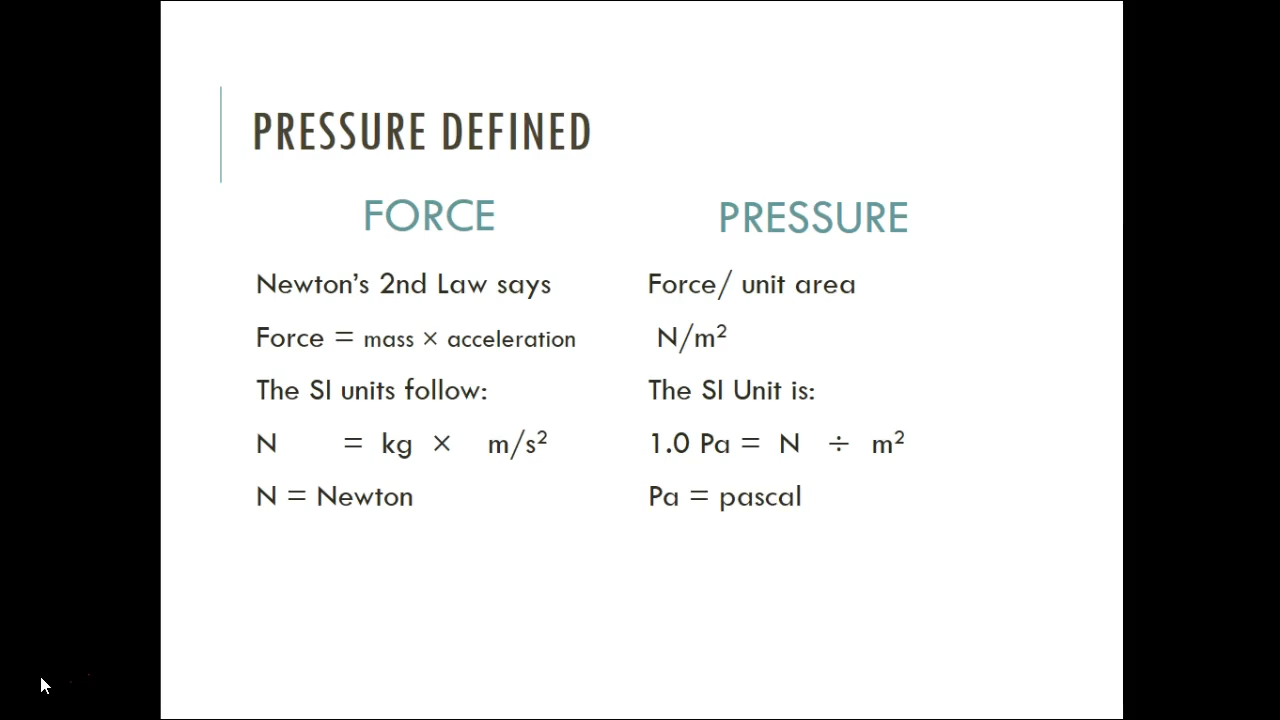 PRESSURE DEFINED
FORCE
Newton's 2nd Law says
Force = mass × acceleration
The SI units follow:
N = kg × m/s²
N = Newton
PRESSURE
Force/ unit area
N/m²
The SI Unit is:
1.0 Pa = N ÷ m²
Pa = pascal